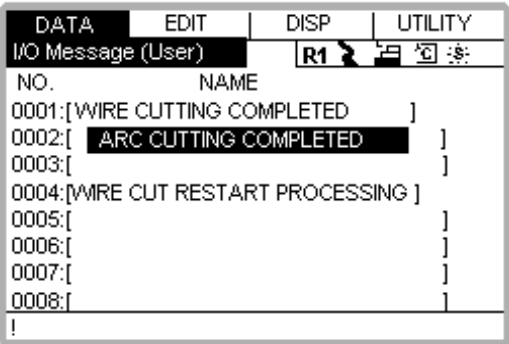 DATA EDIT DISP UTILITY
I/O Message (User) R1
NO. NAME
0001:[WIRE CUTTING COMPLETED ]
0002:[ ARC CUTTING COMPLETED ]
0003:[ ]
0004:[WIRE CUT RESTART PROCESSING ]
0005:[ ]
0006:[ ]
0007:[ ]
0008:[ ]
!